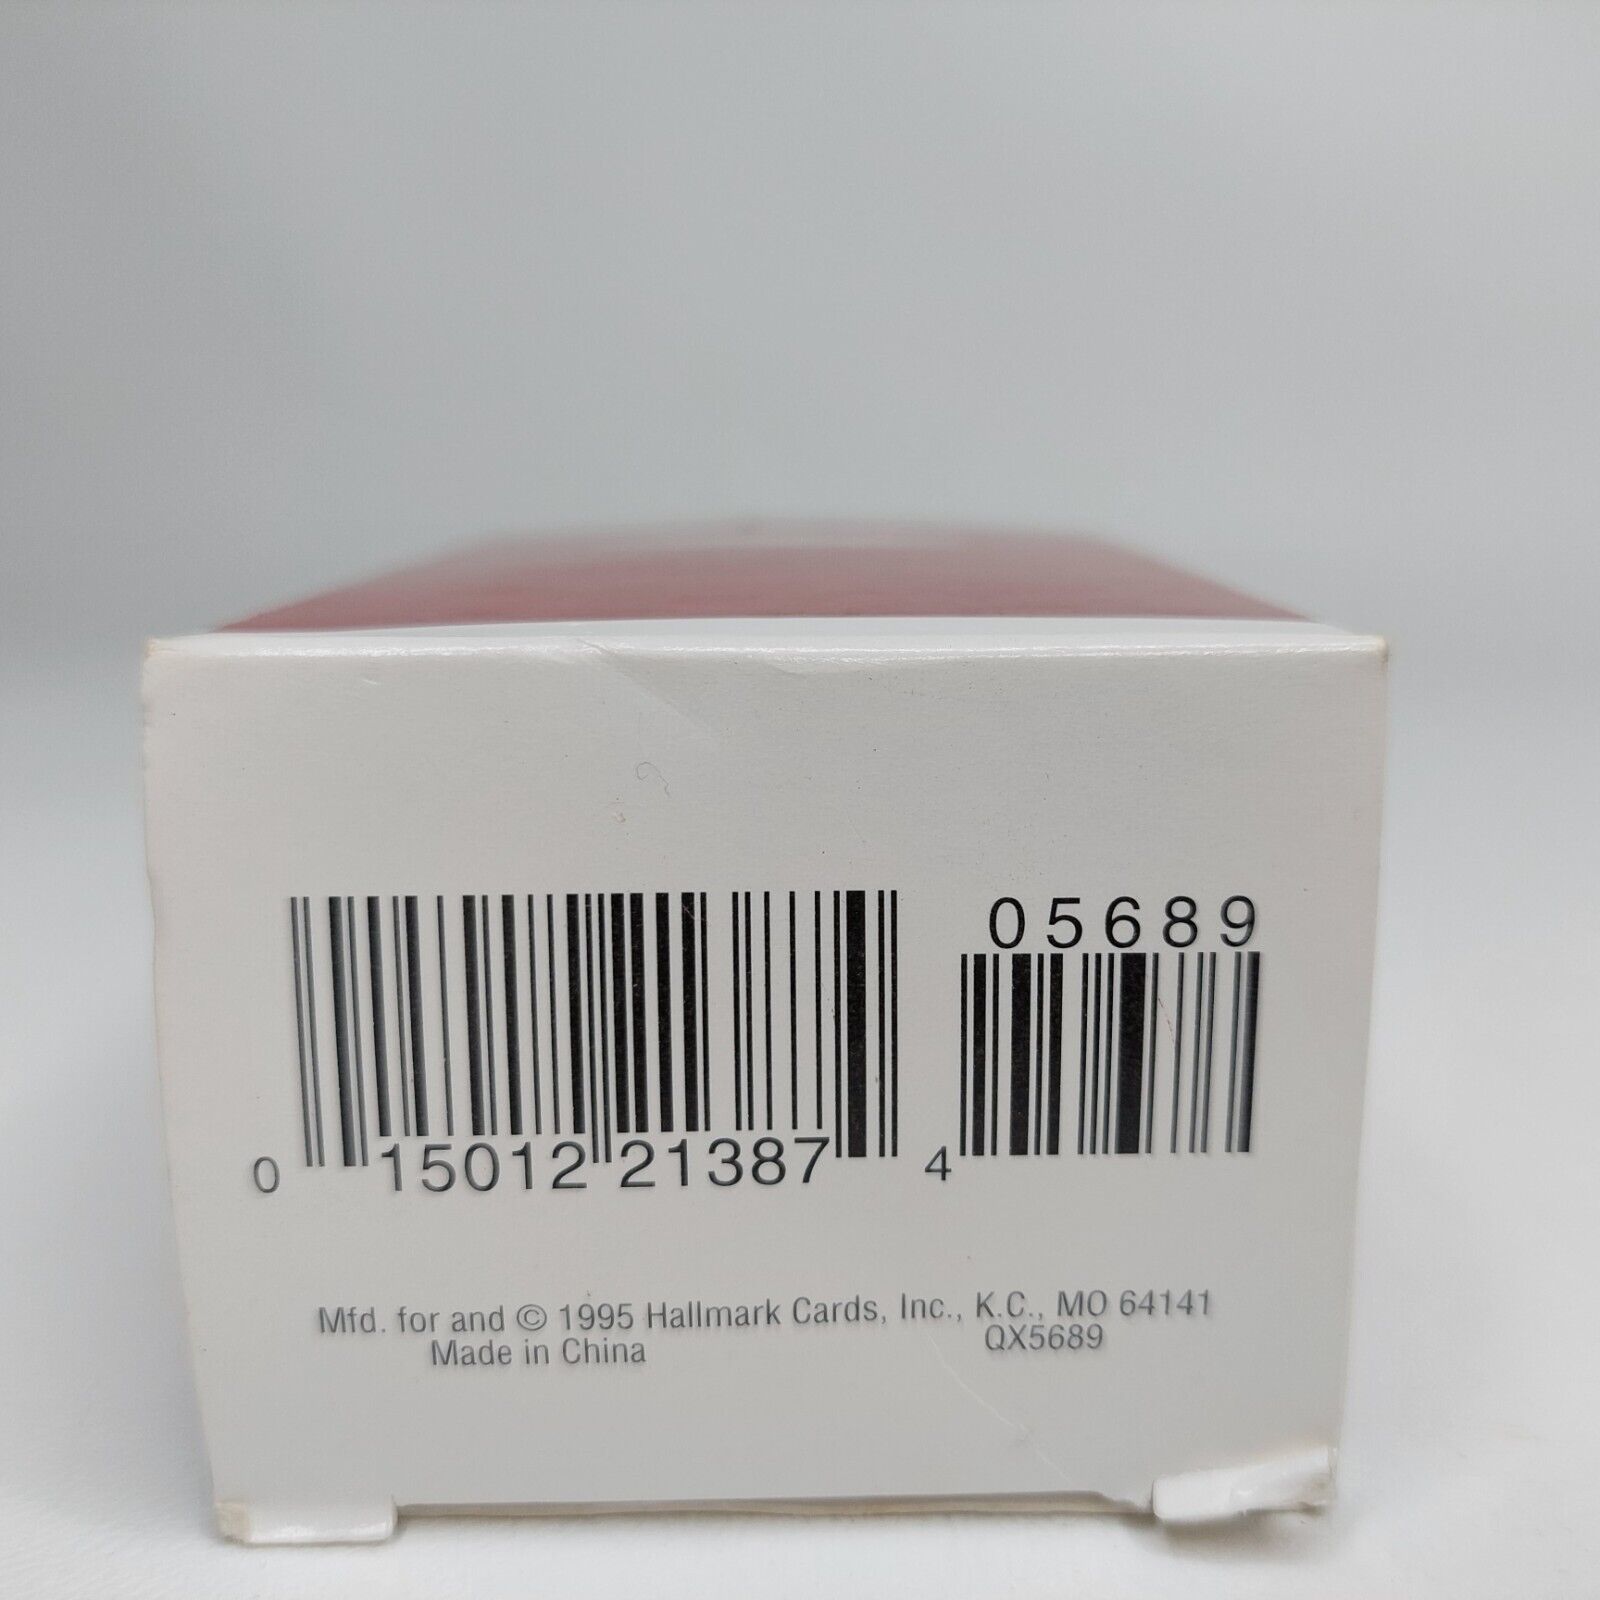 05689
0 15012 21387 4
Mfd. for and © 1995 Hallmark Cards, Inc., K.C., MO 64141
Made in China QX5689